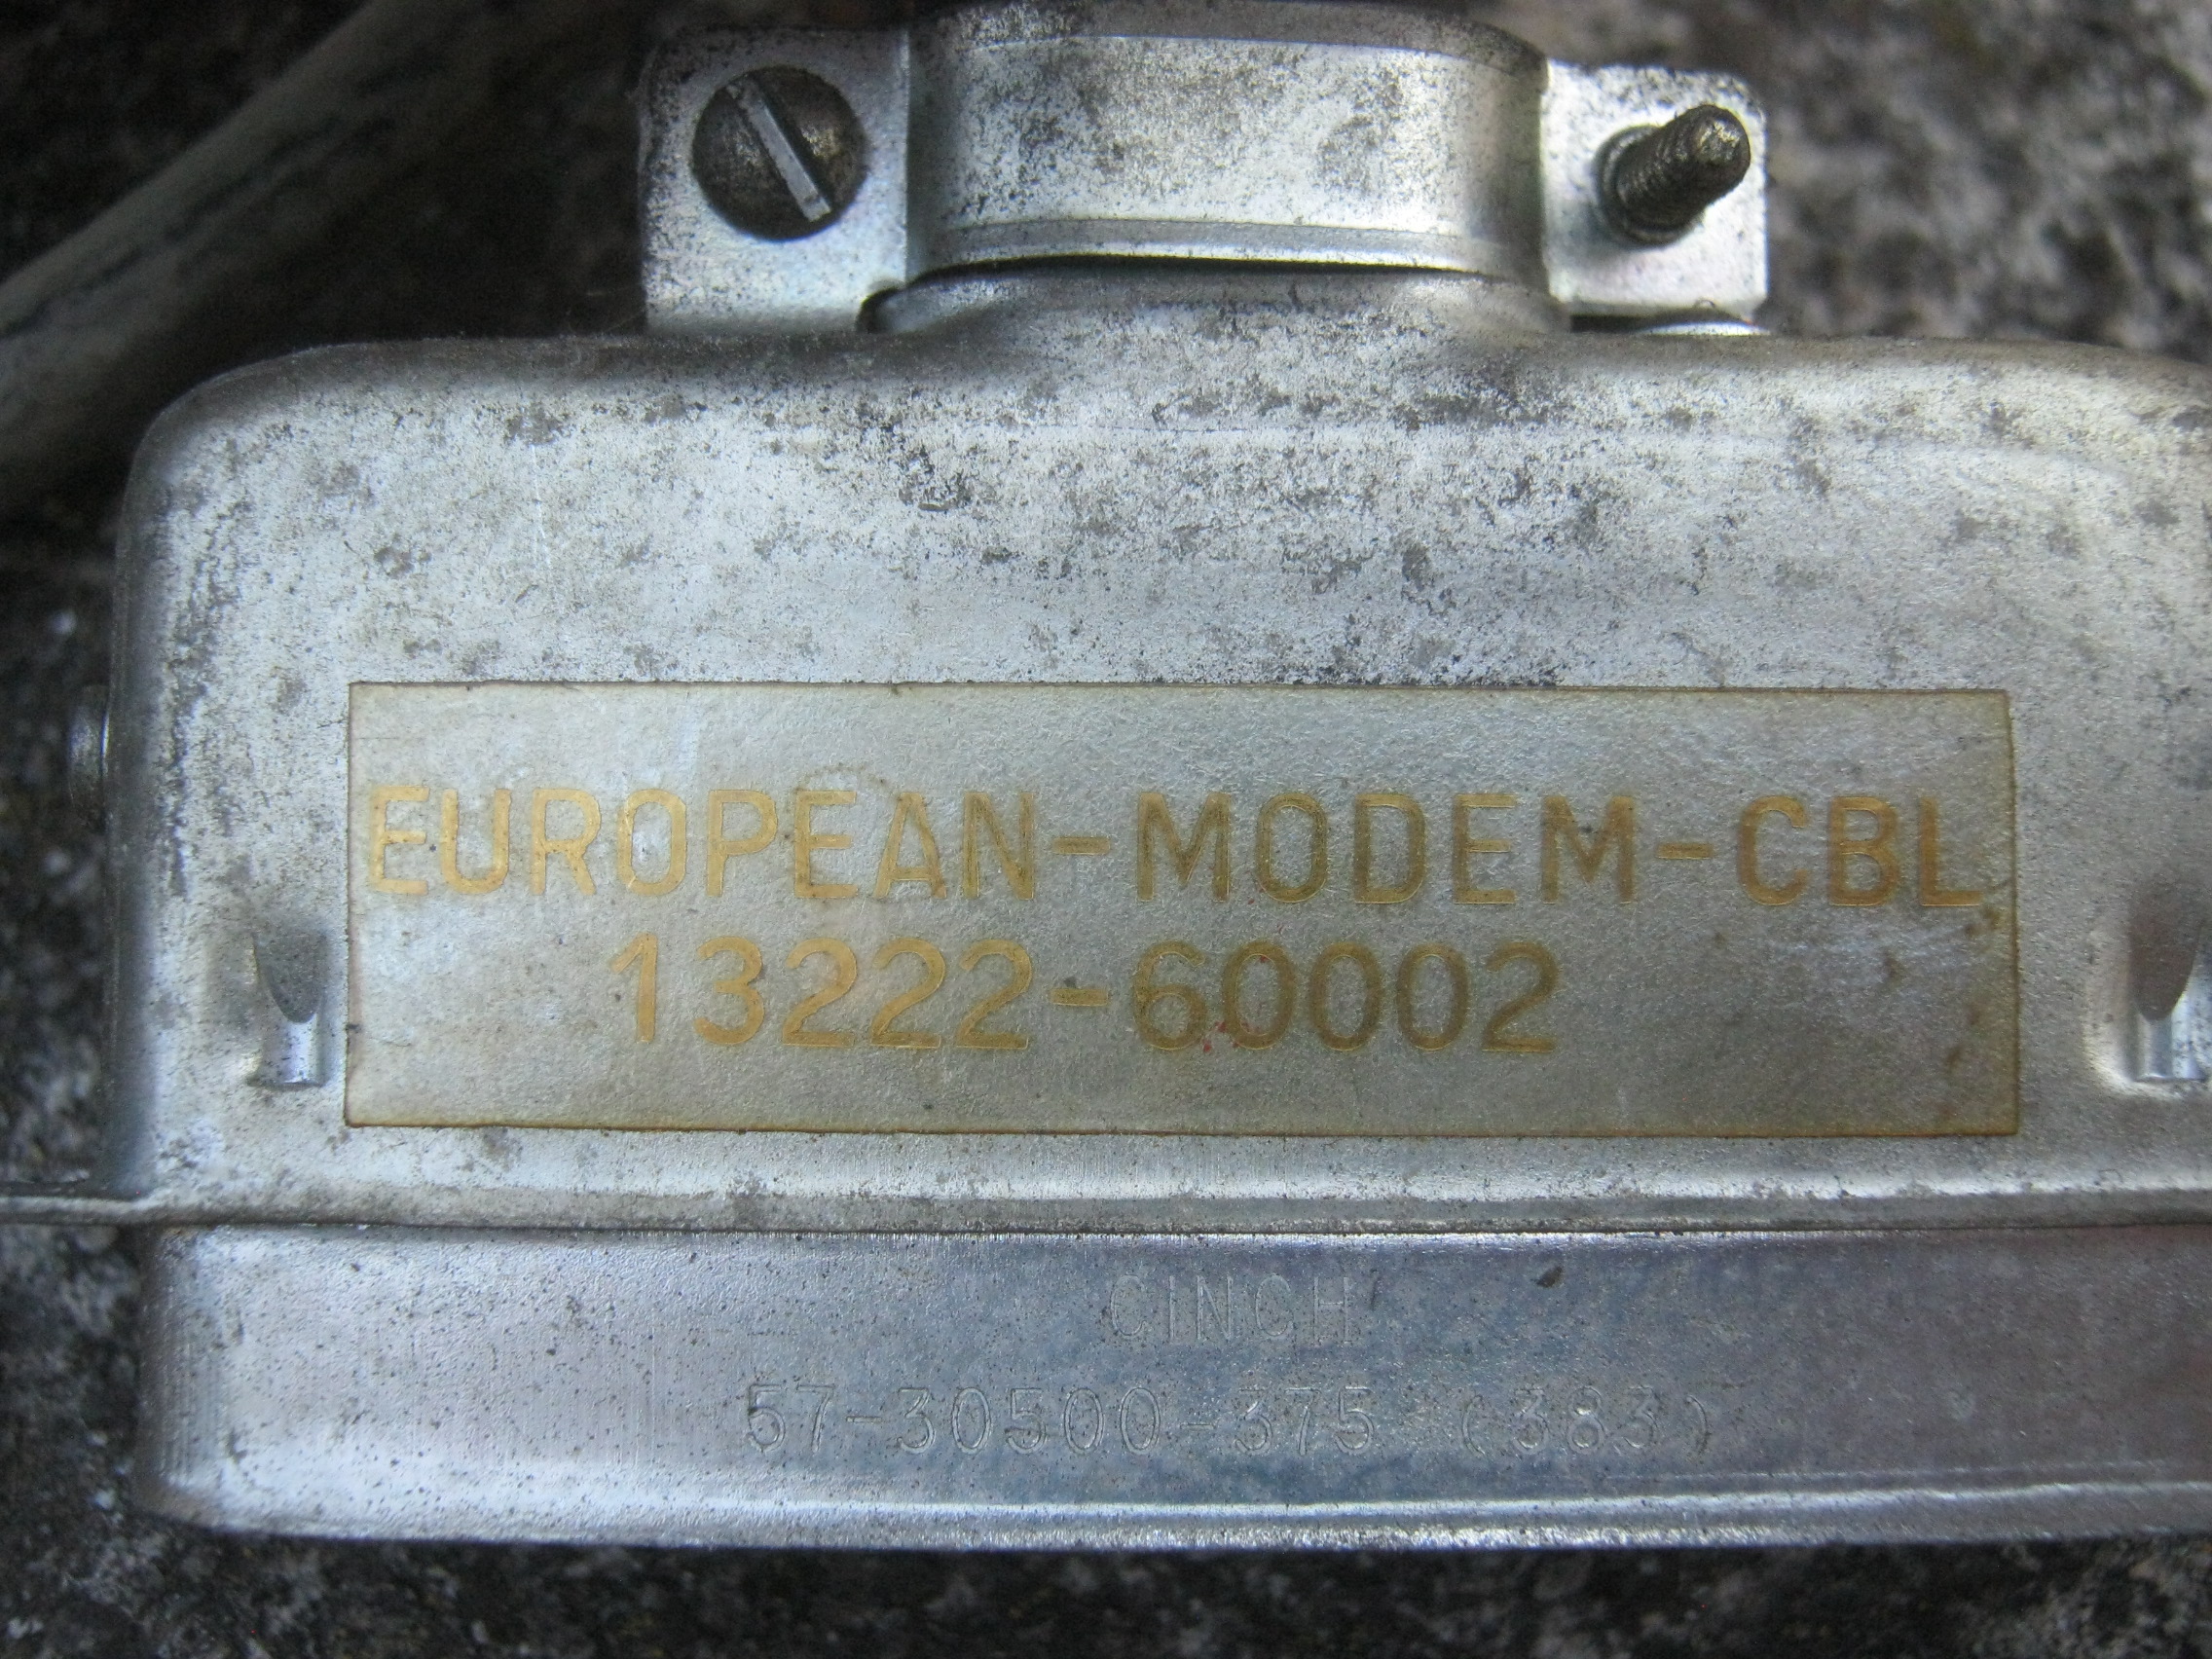 EUROPEAN-MODEM-CBL
13222-60002
CINCH
57-30500-375 (383)